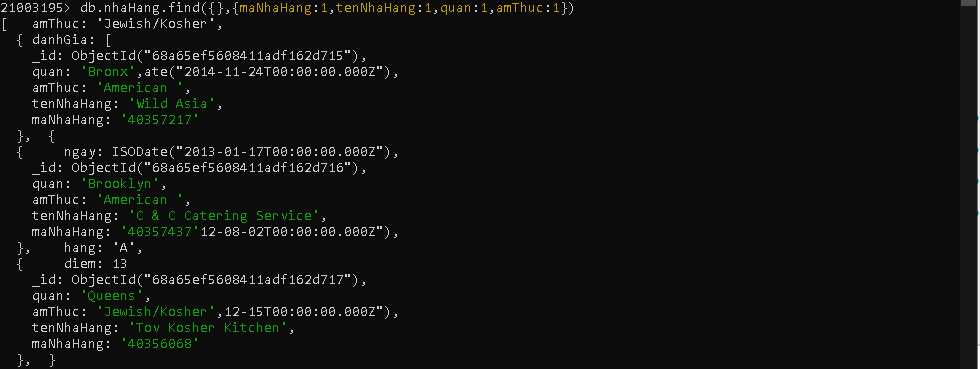 21003195> db.nhaHang.find({},{maNhaHang:1,tenNhaHang:1,quan:1,amThuc:1})
[   amThuc: 'Jewish/Kosher',
  { danhGia: [
    _id: ObjectId("68a65ef5608411adf162d715"),
    quan: 'Bronx',ate("2014-11-24T00:00:00.000Z"),
    amThuc: 'American ',
    tenNhaHang: 'Wild Asia',
    maNhaHang: '40357217'
  },  {
{     ngay: ISODate("2013-01-17T00:00:00.000Z"),
    _id: ObjectId("68a65ef5608411adf162d716"),
    quan: 'Brooklyn',
    amThuc: 'American ',
    tenNhaHang: 'C & C Catering Service',
    maNhaHang: '40357437'12-08-02T00:00:00.000Z"),
  },    hang: 'A',
{     diem: 13
    _id: ObjectId("68a65ef5608411adf162d717"),
    quan: 'Queens',
    amThuc: 'Jewish/Kosher',12-15T00:00:00.000Z"),
    tenNhaHang: 'Tov Kosher Kitchen',
    maNhaHang: '40356068'
  },  }